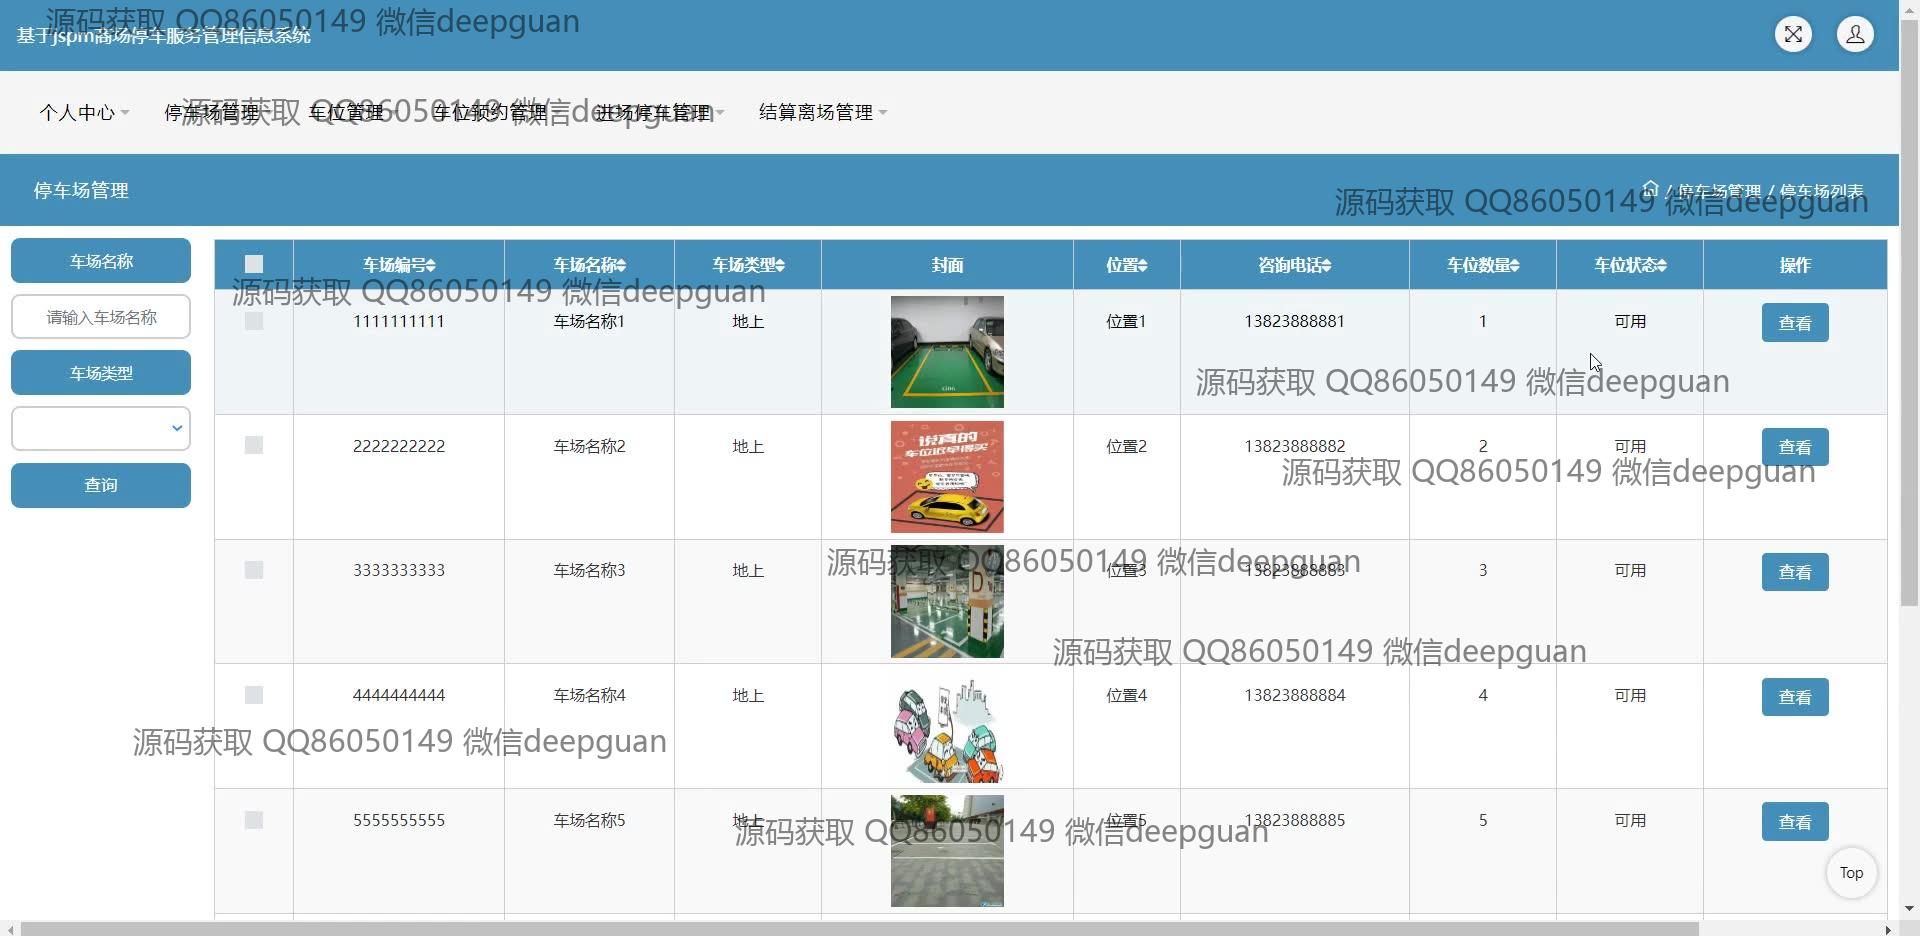 源码获取 QQ86050149 微信deepguan
基于jspm商场停车服务管理信息系统
个人中心 停车场管理 车位管理 车位预约管理 进场停车管理 结算离场管理
源码获取 QQ86050149 微信deepguan
停车场管理
/ 停车场管理 / 停车场列表
源码获取 QQ86050149 微信deepguan
车场名称
请输入车场名称
车场类型
查询
车场编号 车场名称 车场类型 封面 位置 咨询电话 车位数量 车位状态 操作
源码获取 QQ86050149 微信deepguan
1111111111 车场名称1 地上 位置1 13823888881 1 可用 查看
源码获取 QQ86050149 微信deepguan
2222222222 车场名称2 地上 位置2 13823888882 2 可用 查看
说真的
车位迟早得买
源码获取 QQ86050149 微信deepguan
源码获取 QQ86050149 微信deepguan
3333333333 车场名称3 地上 位置3 13823888883 3 可用 查看
D
源码获取 QQ86050149 微信deepguan
4444444444 车场名称4 地上 位置4 13823888884 4 可用 查看
源码获取 QQ86050149 微信deepguan
5555555555 车场名称5 地上 位置5 13823888885 5 可用 查看
源码获取 QQ86050149 微信deepguan
Top